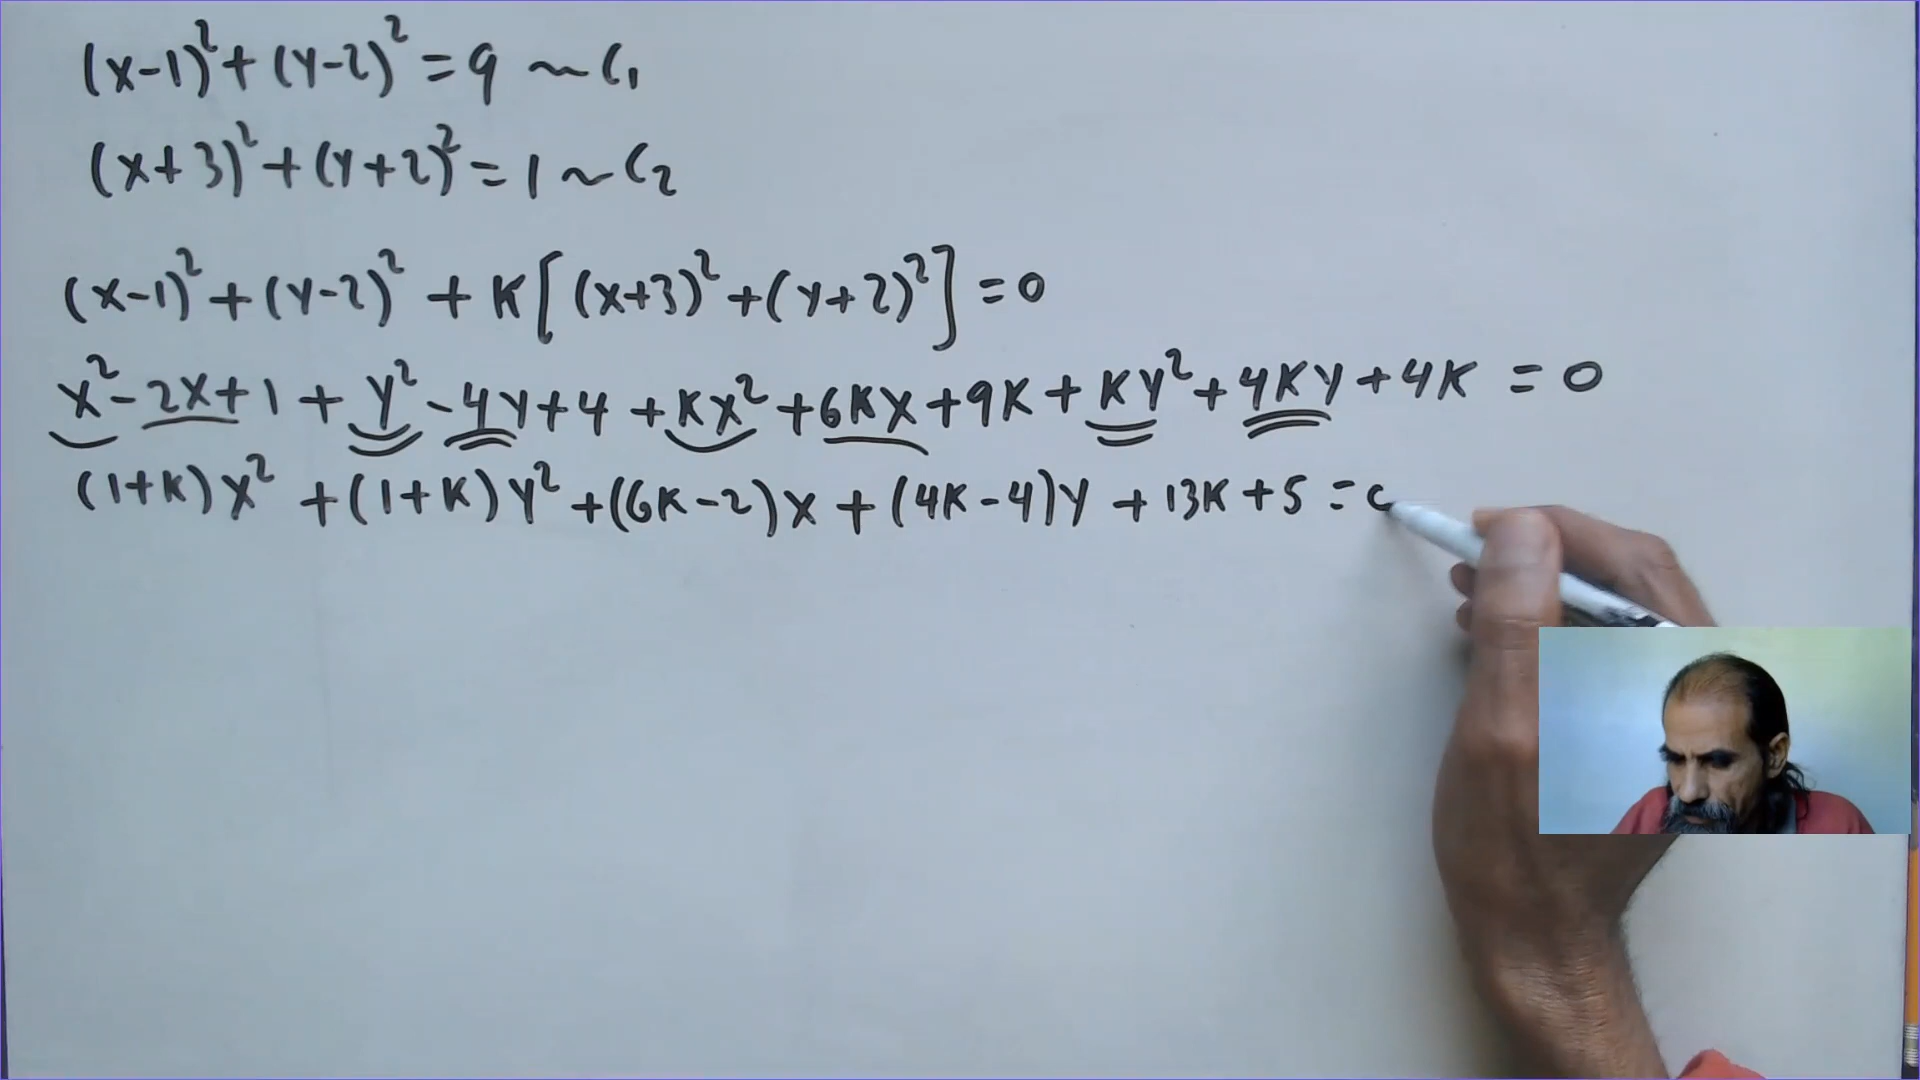 (x-1)² + (y-2)² = 9 ~ C₁
(x+3)² + (y+2)² = 1 ~ C₂
(x-1)² + (y-2)² + K[(x+3)² + (y+2)²] = 0
x² - 2x + 1 + y² - 4y + 4 + Kx² + 6Kx + 9K + Ky² + 4Ky + 4K = 0
(1+K)x² + (1+K)y² + (6K-2)x + (4K-4)y + 13K + 5 = 0